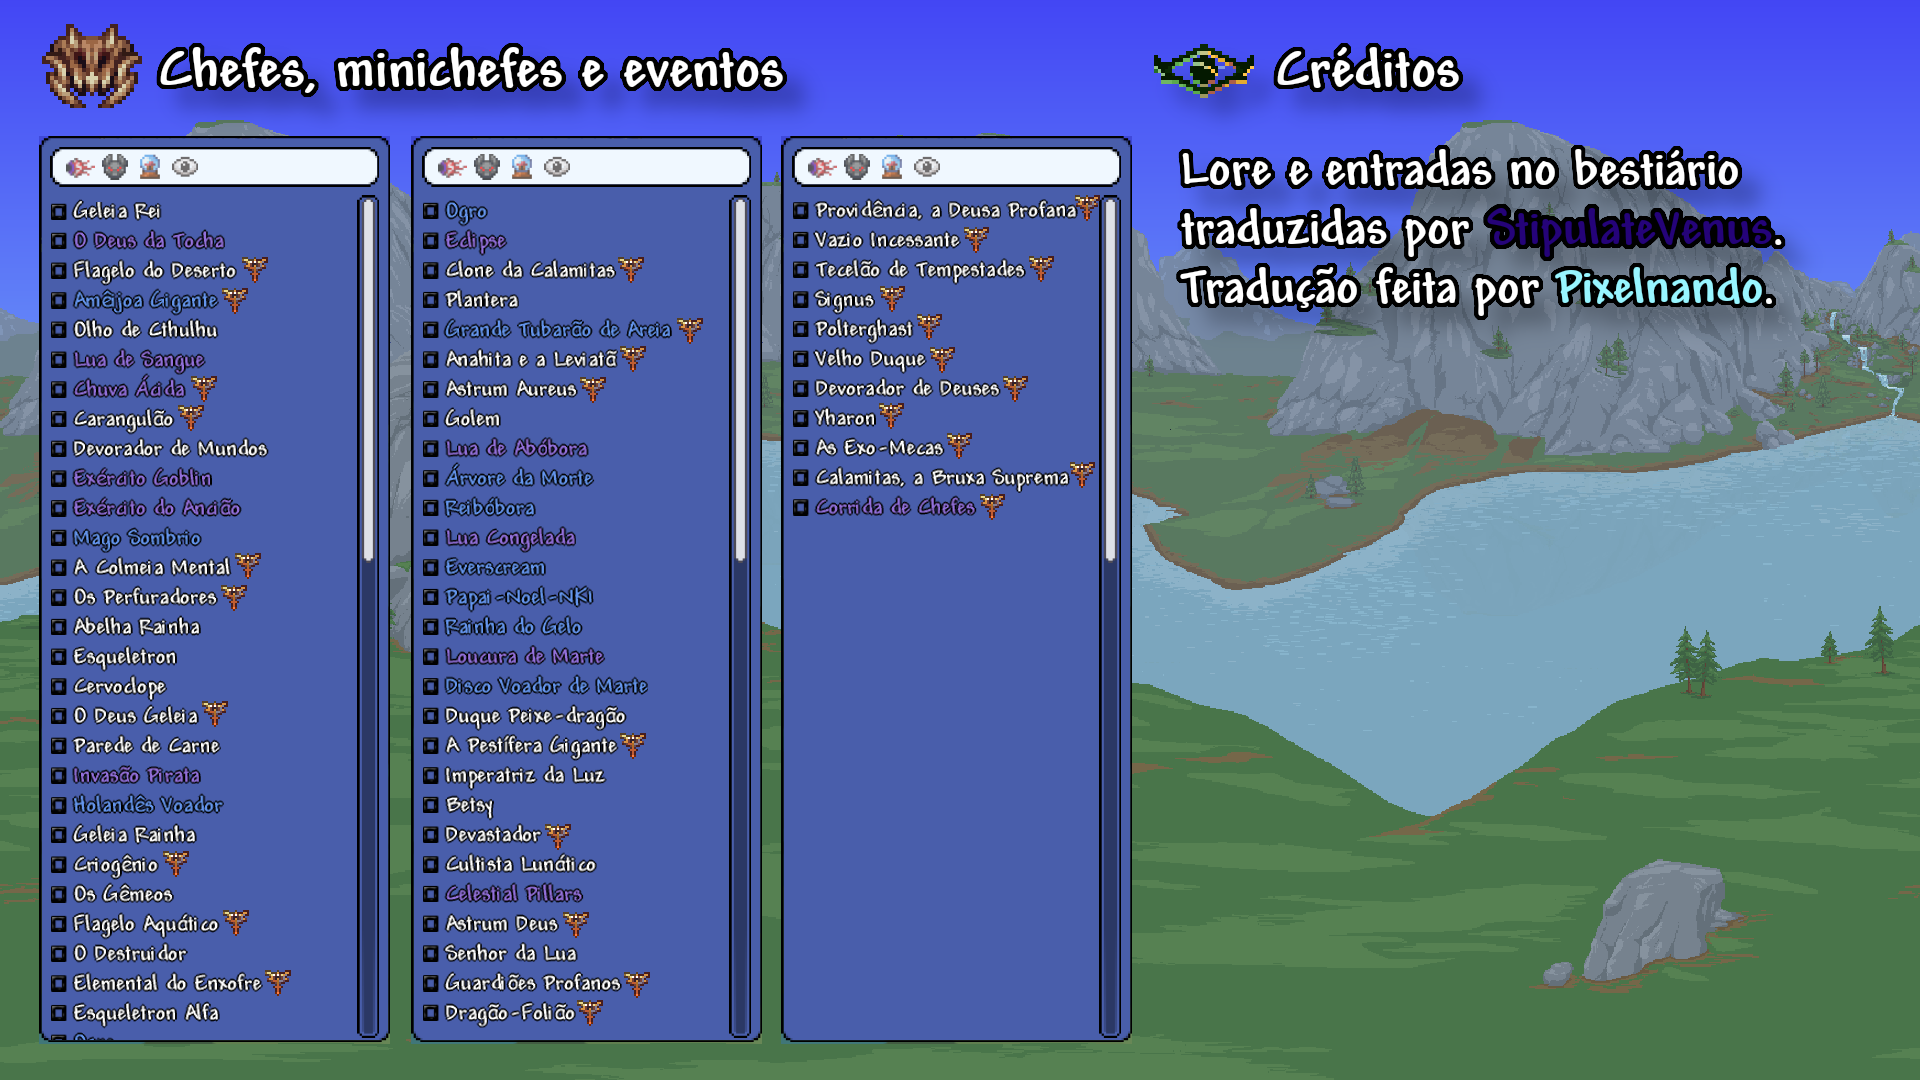 Chefes, minichefes e eventos
Geleia Rei
O Deus da Tocha
Flagelo do Deserto
Amêijoa Gigante
Olho de Cthulhu
Lua de Sangue
Chuva Ácida
Carangulão
Devorador de Mundos
Exército Goblin
Exército do Ancião
Mago Sombrio
A Colmeia Mental
Os Perfuradores
Abelha Rainha
Esqueletron
Cervoclope
O Deus Geleia
Parede de Carne
Invasão Pirata
Holandês Voador
Geleia Rainha
Criogênio
Os Gêmeos
Flagelo Aquático
O Destruidor
Elemental do Enxofre
Esqueletron Alfa
Ogro
Eclipse
Clone da Calamitas
Plantera
Grande Tubarão de Areia
Anahita e a Leviatã
Astrum Aureus
Golem
Lua de Abóbora
Árvore da Morte
Reibóbora
Lua Congelada
Everscream
Papai-Noel-NK1
Rainha do Gelo
Loucura de Marte
Disco Voador de Marte
Duque Peixe-dragão
A Pestífera Gigante
Imperatriz da Luz
Betsy
Devastador
Cultista Lunático
Celestial Pillars
Astrum Deus
Senhor da Lua
Guardiões Profanos
Dragão-Folião
Providência, a Deusa Profana
Vazio Incessante
Tecelão de Tempestades
Signus
Polterghast
Velho Duque
Devorador de Deuses
Yharon
As Exo-Mecas
Calamitas, a Bruxa Suprema
Corrida de Chefes
Créditos
Lore e entradas no bestiário
traduzidas por StipulateVenus.
Tradução feita por Pixelnando.